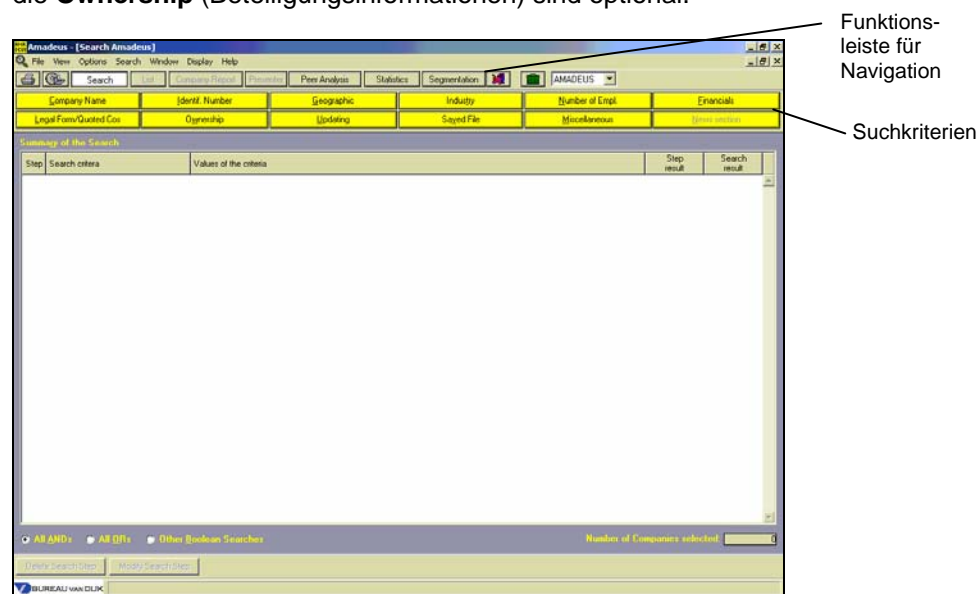 die Ownership (Beteiligungsinformationen) sind optional.
Funktions-
leiste für
Navigation
Suchkriterien
Amadeus - [Search Amadeus]
File View Options Search Window Display Help
Search List Company Report Presenter Peer Analysis Statistics Segmentation AMADEUS
Company Name Identif. Number Geographic Industry Number of Empl. Financials
Legal Form/Quoted Cos Ownership Updating Saved File Miscellaneous News section
Summary of the Search
Step Search critera Values of the criteria Step result Search result
All ANDs All ORs Other Boolean Searches Number of Companies selected 0
Delete Search Step Modify Search Step
BUREAU VAN DIJK